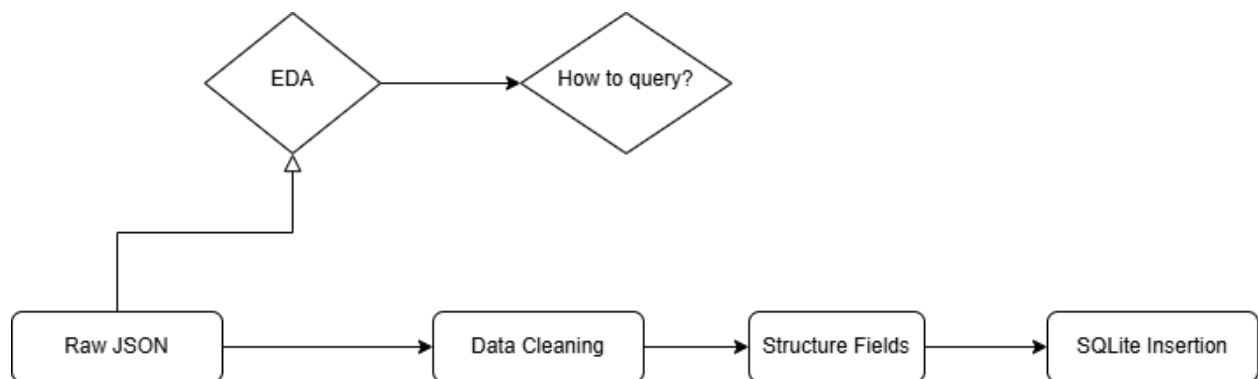 EDA
How to query?
Raw JSON
Data Cleaning
Structure Fields
SQLite Insertion